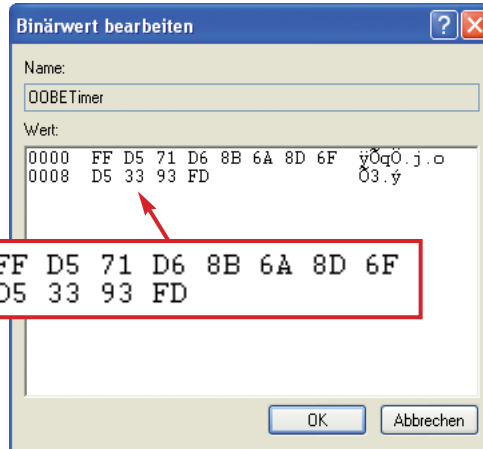 Binärwert bearbeiten
Name:
OOBETimer
Wert:
0000 FF D5 71 D6 8B 6A 8D 6F ÿÕqÖ.j.o
0008 D5 33 93 FD Õ3.ý
FF D5 71 D6 8B 6A 8D 6F
D5 33 93 FD
OK Abbrechen